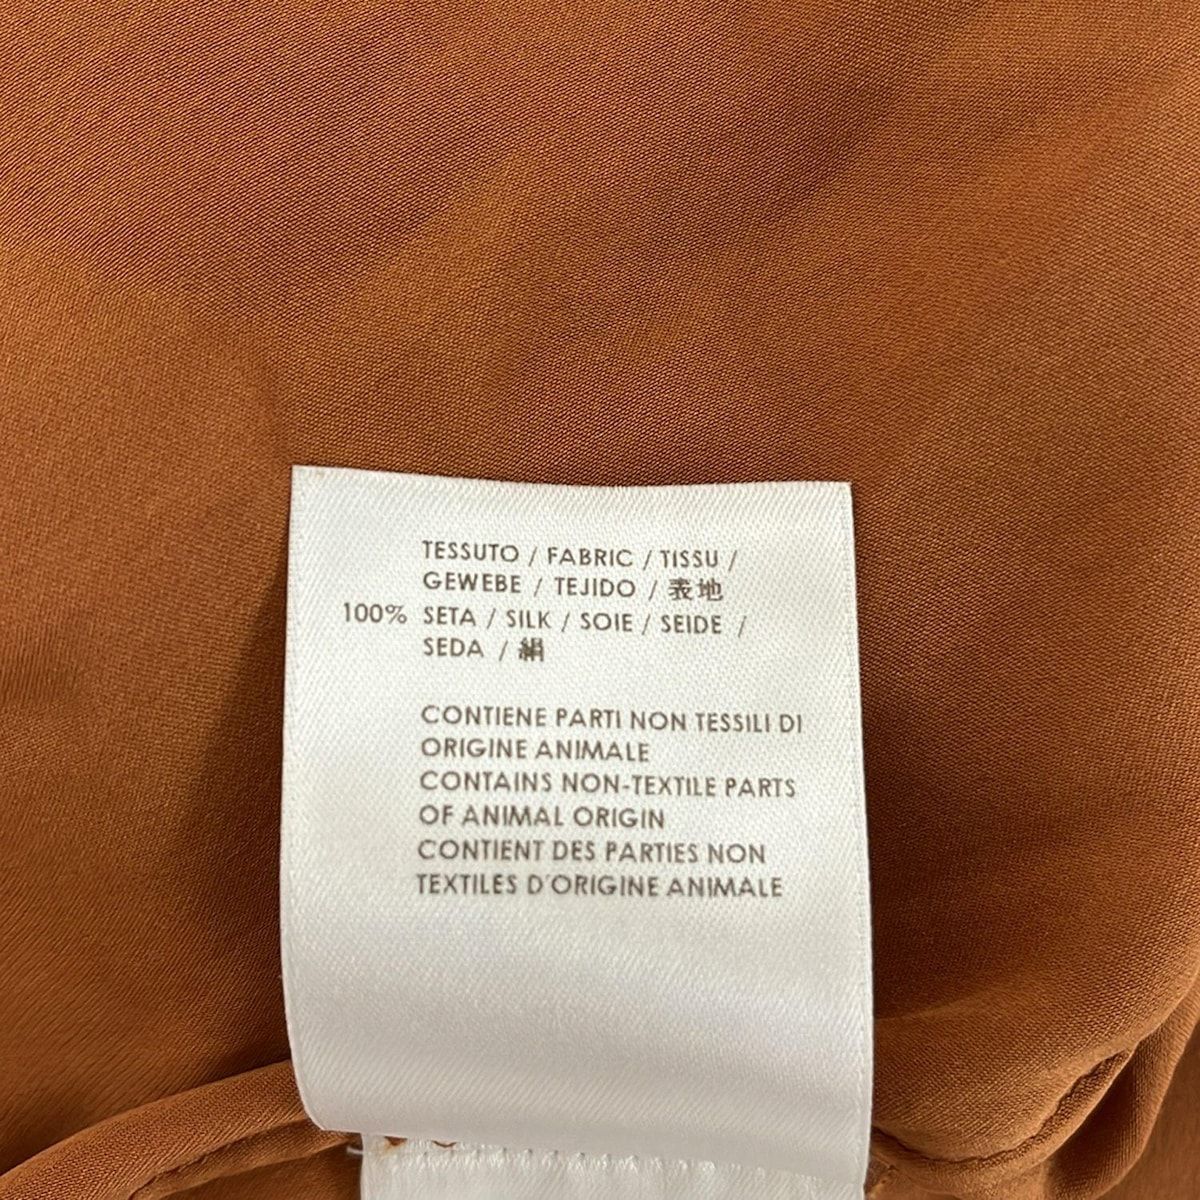 TESSUTO / FABRIC / TISSU /
GEWEBE / TEJIDO / 表地
100% SETA / SILK / SOIE / SEIDE /
SEDA / 絹
CONTIENE PARTI NON TESSILI DI
ORIGINE ANIMALE
CONTAINS NON-TEXTILE PARTS
OF ANIMAL ORIGIN
CONTIENT DES PARTIES NON
TEXTILES D'ORIGINE ANIMALE